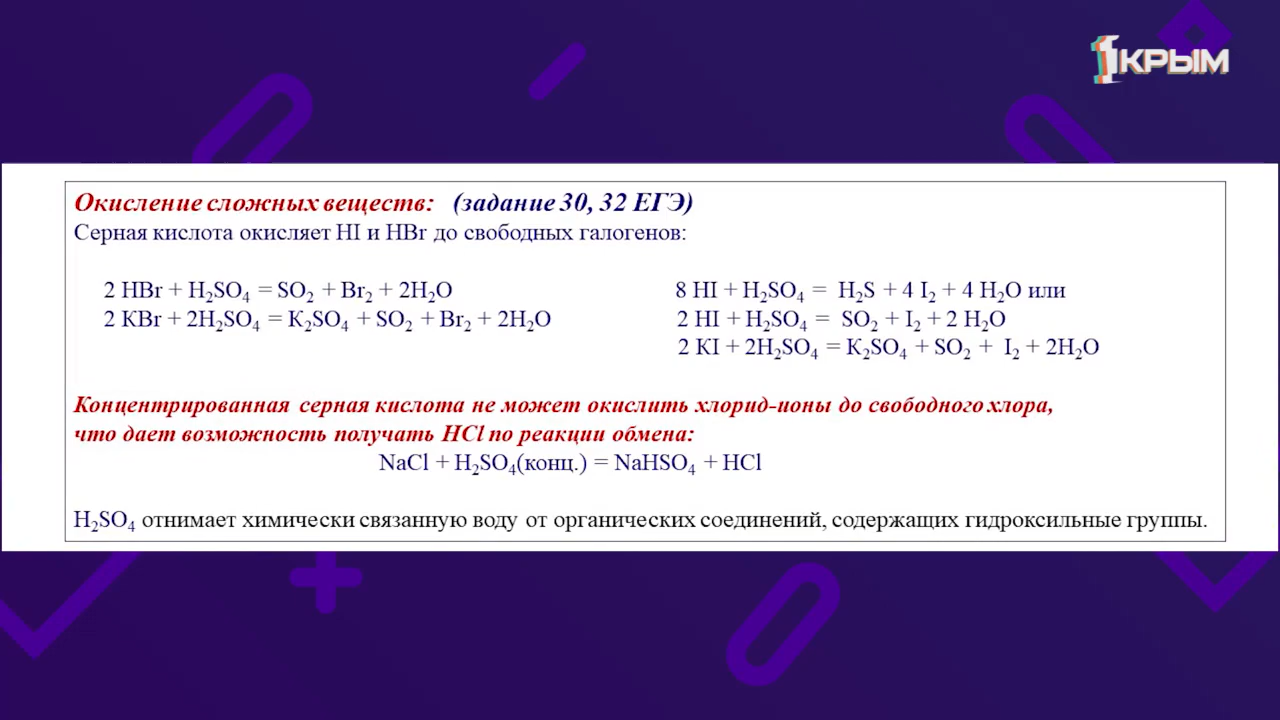 1КРЫМ
Окисление сложных веществ: (задание 30, 32 ЕГЭ)
Серная кислота окисляет HI и HBr до свободных галогенов:
2 HBr + H₂SO₄ = SO₂ + Br₂ + 2H₂O
2 KBr + 2H₂SO₄ = K₂SO₄ + SO₂ + Br₂ + 2H₂O
8 HI + H₂SO₄ = H₂S + 4 I₂ + 4 H₂O или
2 HI + H₂SO₄ = SO₂ + I₂ + 2 H₂O
2 KI + 2H₂SO₄ = K₂SO₄ + SO₂ + I₂ + 2H₂O
Концентрированная серная кислота не может окислить хлорид-ионы до свободного хлора,
что дает возможность получать HCl по реакции обмена:
NaCl + H₂SO₄(конц.) = NaHSO₄ + HCl
H₂SO₄ отнимает химически связанную воду от органических соединений, содержащих гидроксильные группы.